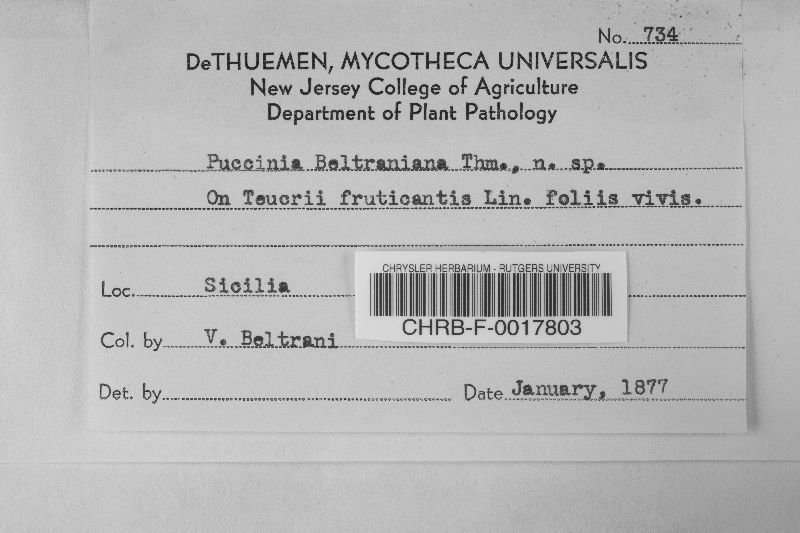 No. 734
DeTHUEMEN, MYCOTHECA UNIVERSALIS
New Jersey College of Agriculture
Department of Plant Pathology
Puccinia Beltraniana Thm., n. sp.
On Teucrii fruticantis Lin. foliis vivis.
Loc. Sicilia
CHRYSLER HERBARIUM - RUTGERS UNIVERSITY
CHRB-F-0017803
Col. by V. Beltrani
Det. by
Date January, 1877